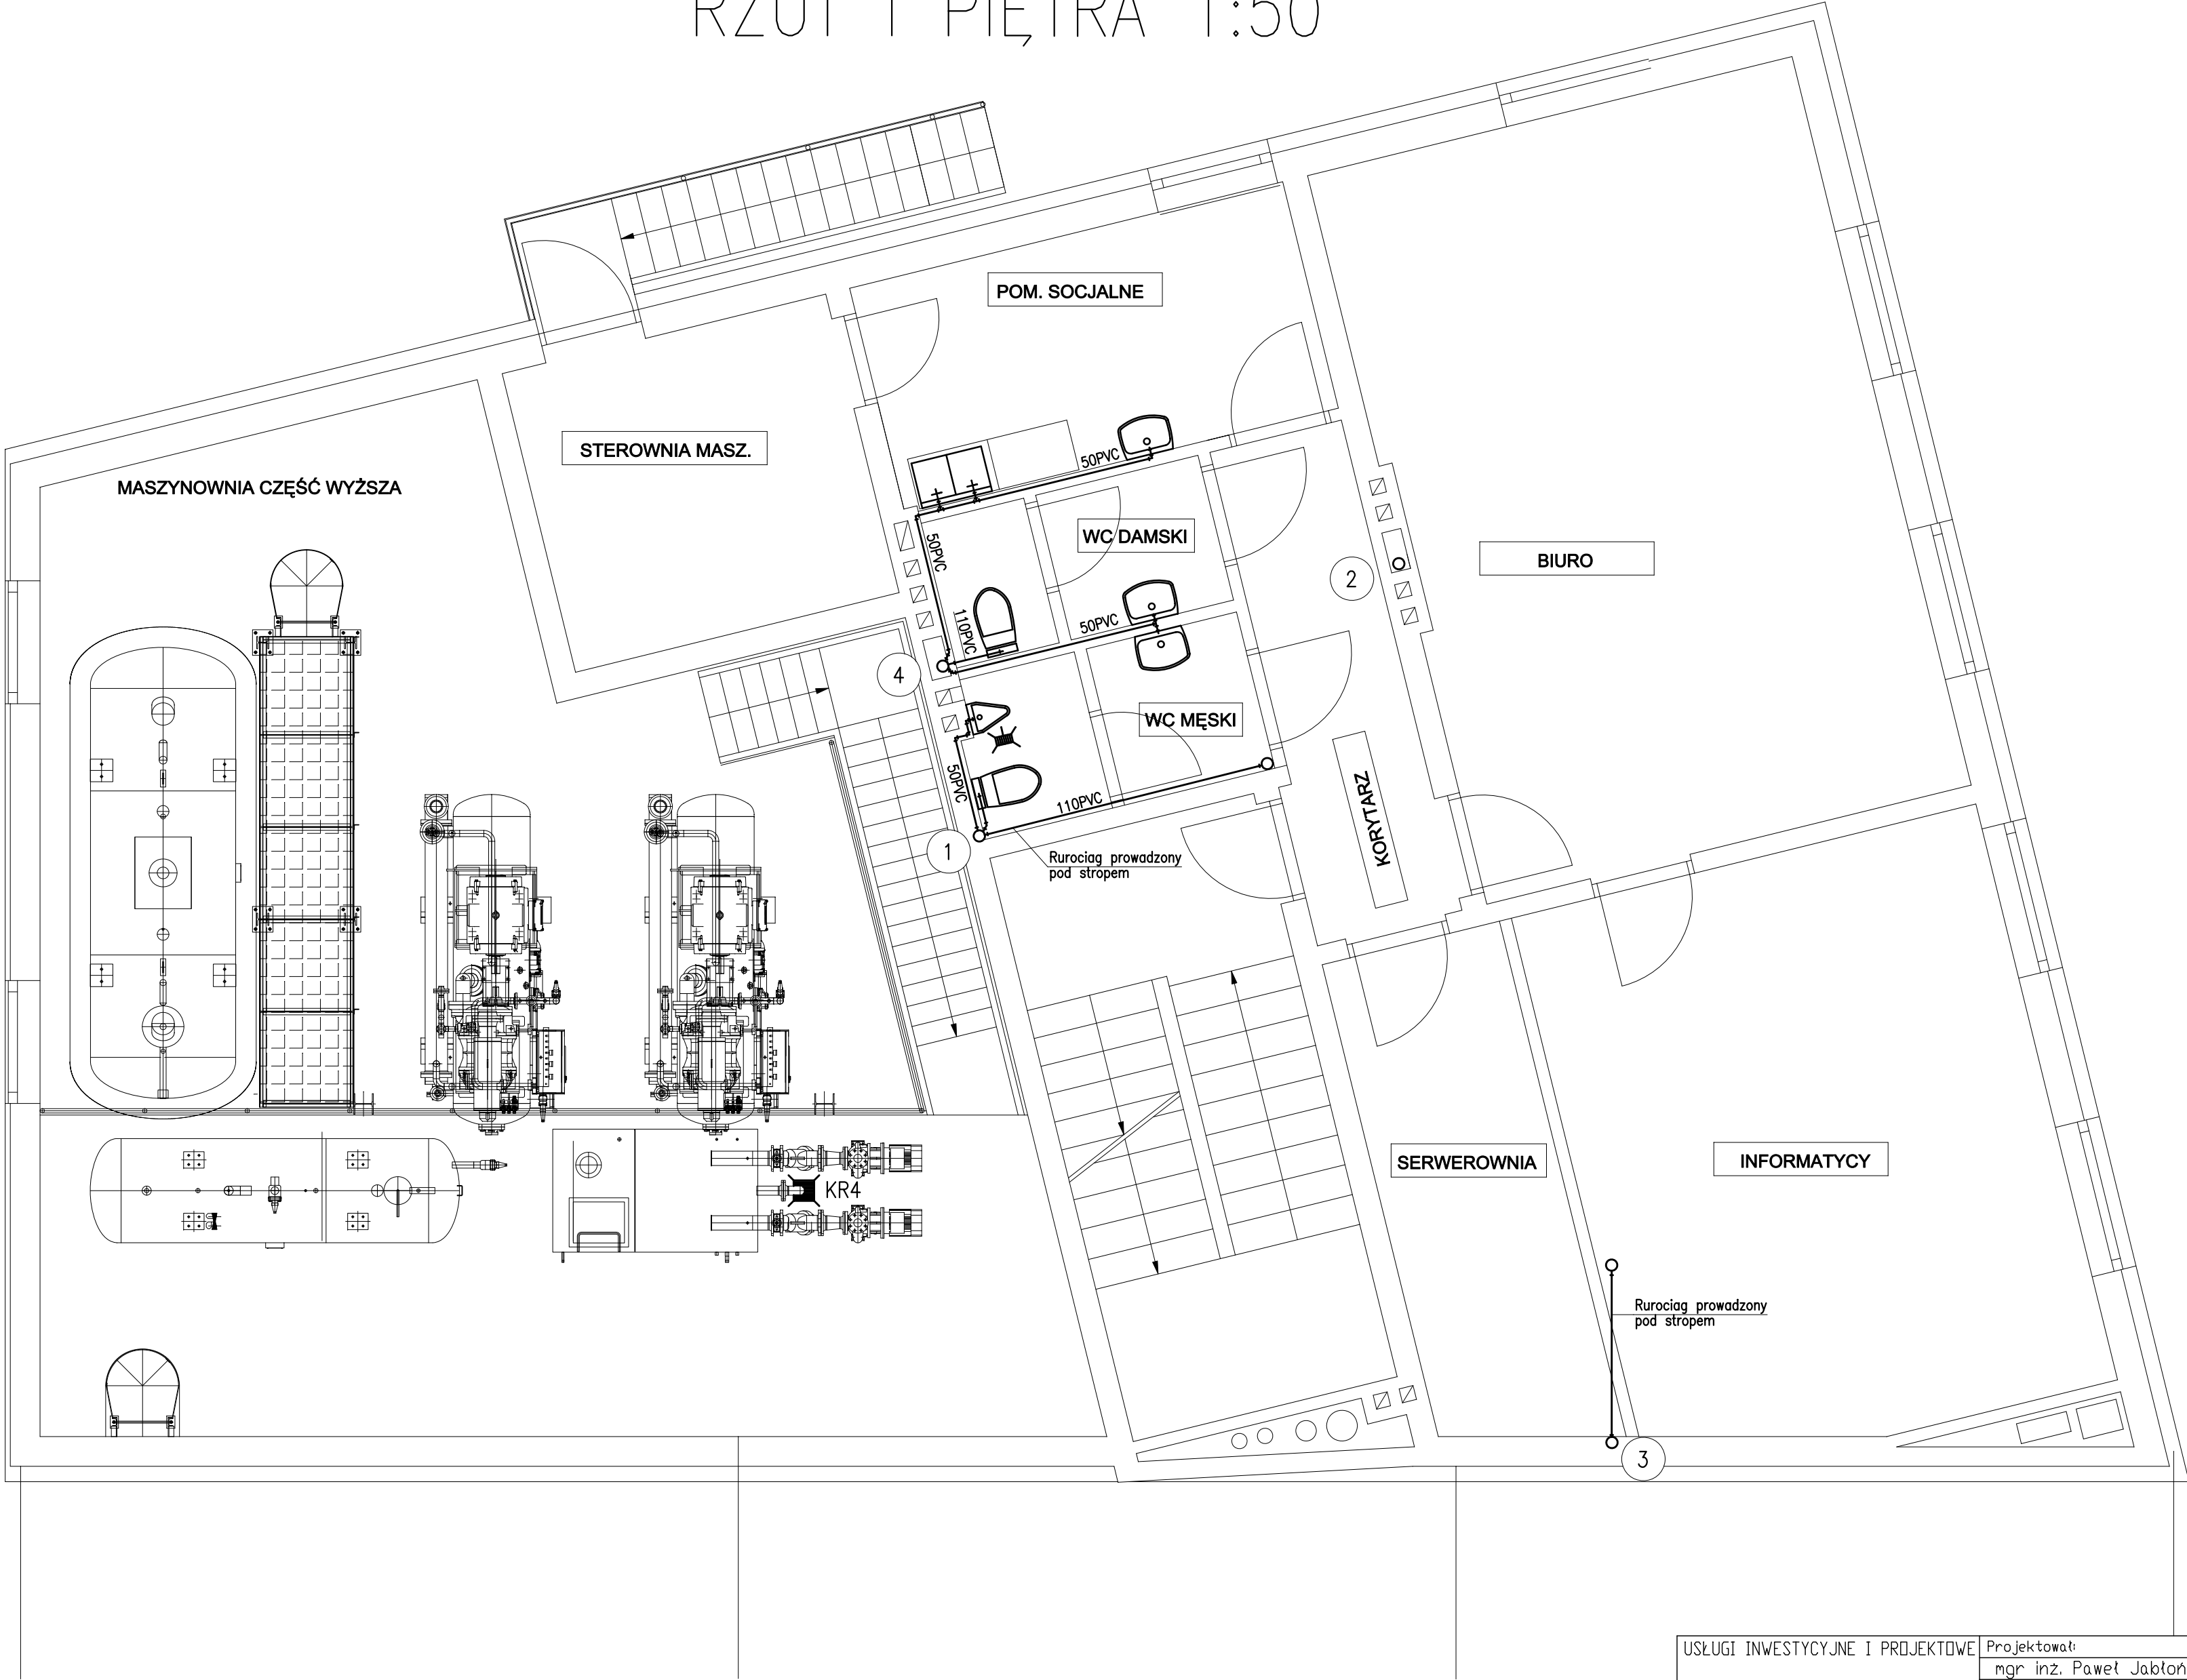 RZUT I PIĘTRA 1:50
POM. SOCJALNE
STEROWNIA MASZ.
MASZYNOWNIA CZĘŚĆ WYŻSZA
50PVC
WC DAMSKI
50PVC
BIURO
2
110PVC
50PVC
4
WC MĘSKI
50PVC
110PVC
KORYTARZ
1
Rurociag prowadzony
pod stropem
SERWEROWNIA
INFORMATYCY
KR4
Rurociag prowadzony
pod stropem
3
USŁUGI INWESTYCYJNE I PROJEKTOWE
Projektował:
mgr inż. Paweł Jabłoń